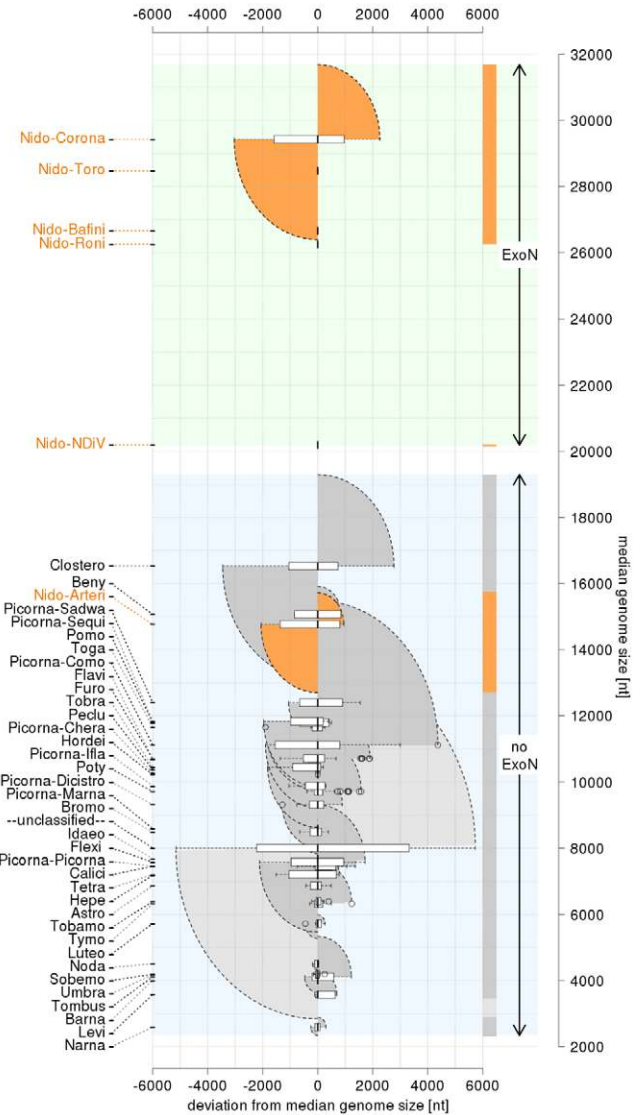 -6000 -4000 -2000 0 2000 4000 6000
32000
30000
Nido-Corona
Nido-Toro
28000
Nido-Bafini
Nido-Roni
26000
ExoN
24000
22000
Nido-NDiV
20000
18000
Clostero
Beny
16000
Nido-Arteri
Picorna-Sadwa
Picorna-Sequi
Pomo
14000
Toga
Picorna-Como
Flavi
Furo
Tobra
12000
Peclu
Picorna-Chera
Hordei
no
ExoN
Picorna-Ifla
Poty
10000
Picorna-Dicistro
Picorna-Marna
Bromo
--unclassified--
Idaeo
Flexi
8000
Picorna-Picorna
Calici
Tetra
Hepe
Astro
6000
Tobamo
Tymo
Luteo
Noda
Sobemo
4000
Umbra
Tombus
Barna
Levi
Narna
2000
median genome size [nt]
-6000 -4000 -2000 0 2000 4000 6000
deviation from median genome size [nt]